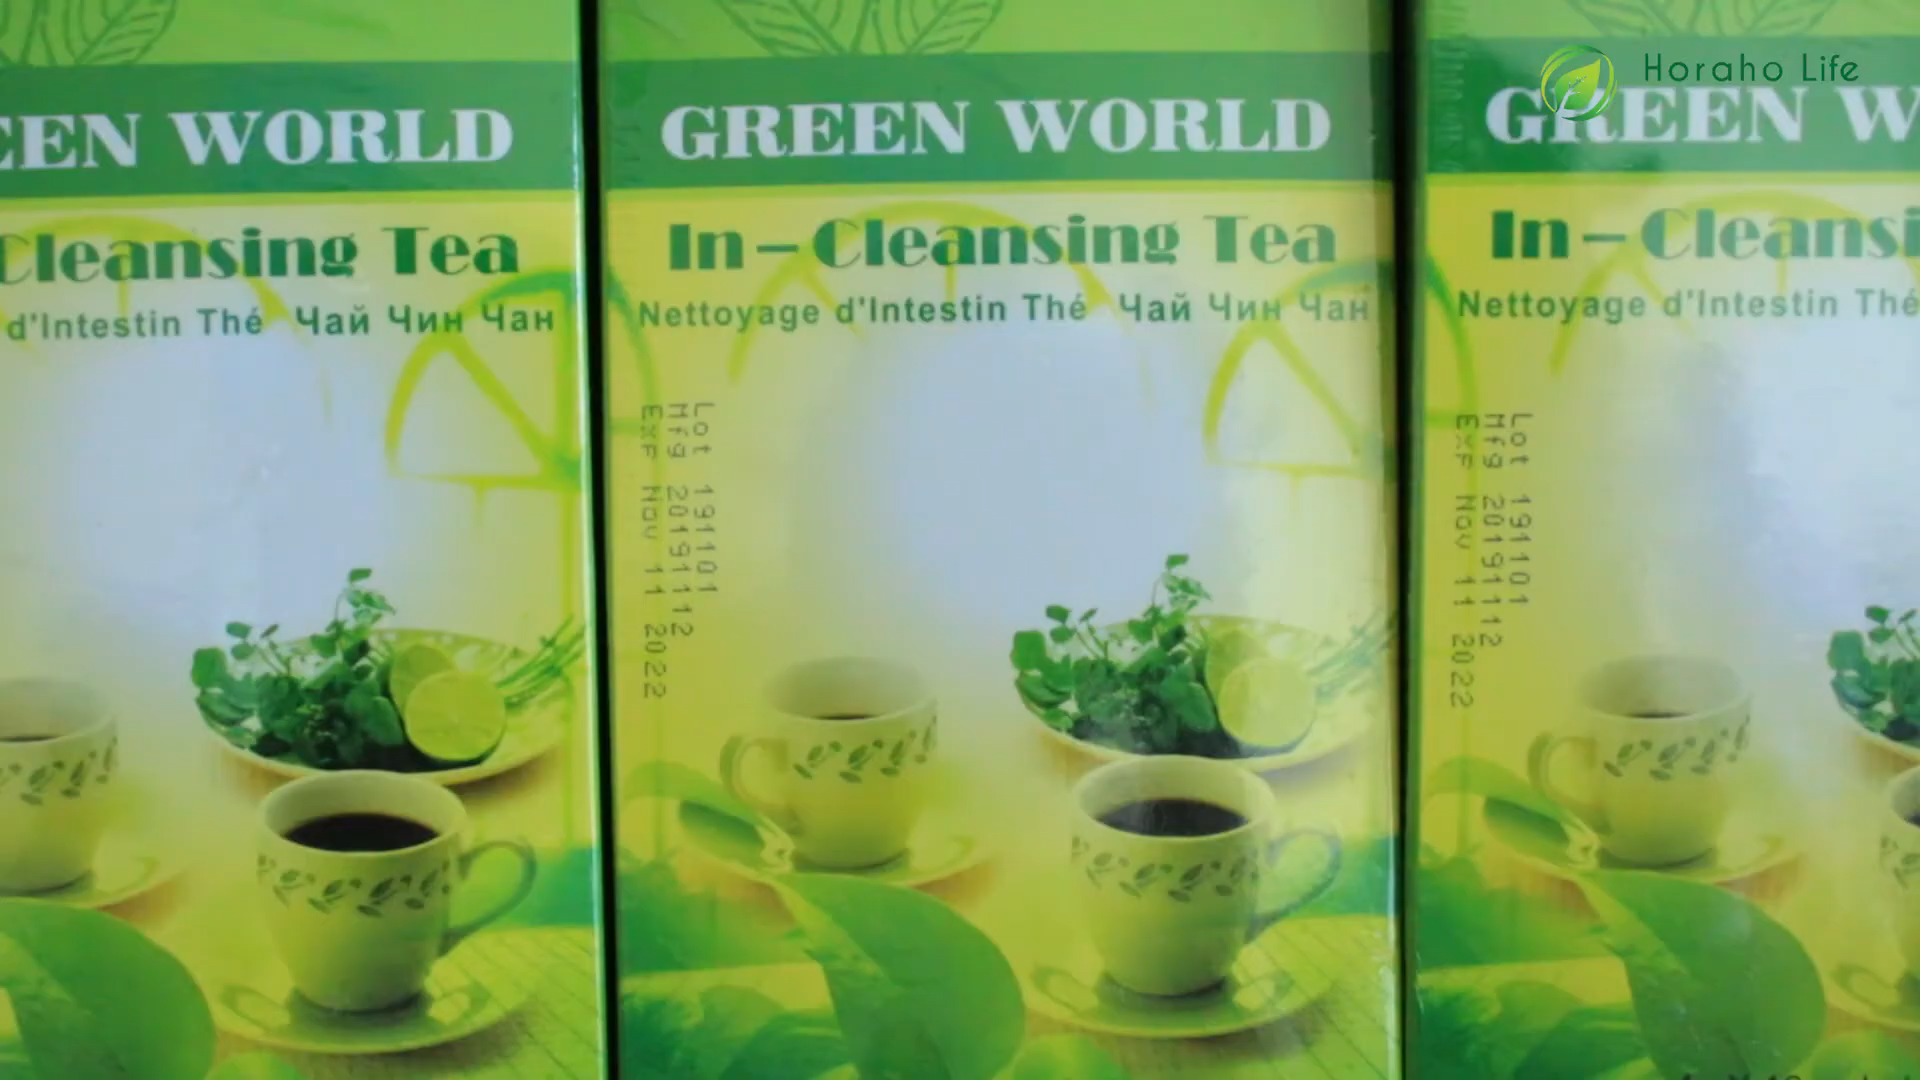 Horaho Life
EEN WORLD
Cleansing Tea
d'Intestin Thé Чай Чин Чан
GREEN WORLD
In-Cleansing Tea
Nettoyage d'Intestin Thé Чай Чин Чан
Lot 191101
Mfg 20191112
EXP Nov 11 2022
GREEN W
In-Cleansi
Nettoyage d'Intestin Thé
Lot 191101
Mfg 20191112
EXP Nov 11 2022